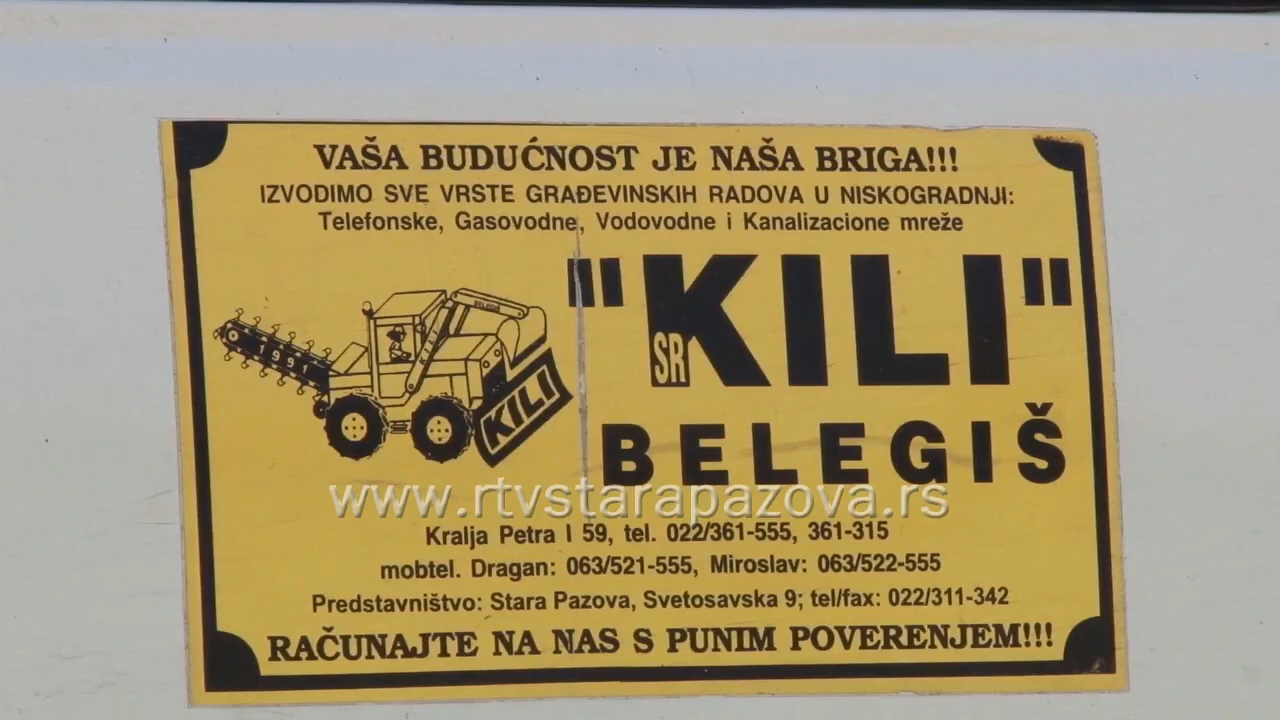 VAŠA BUDUĆNOST JE NAŠA BRIGA!!!
IZVODIMO SVE VRSTE GRAĐEVINSKIH RADOVA U NISKOGRADNJI:
Telefonske, Gasovodne, Vodovodne i Kanalizacione mreže
BELEGIŠ
1991
KILI
"KILI"
SR
BELEGIŠ
www.rtvstarapazova.rs
Kralja Petra I 59, tel. 022/361-555, 361-315
mobtel. Dragan: 063/521-555, Miroslav: 063/522-555
Predstavništvo: Stara Pazova, Svetosavska 9; tel/fax: 022/311-342
RAČUNAJTE NA NAS S PUNIM POVERENJEM!!!